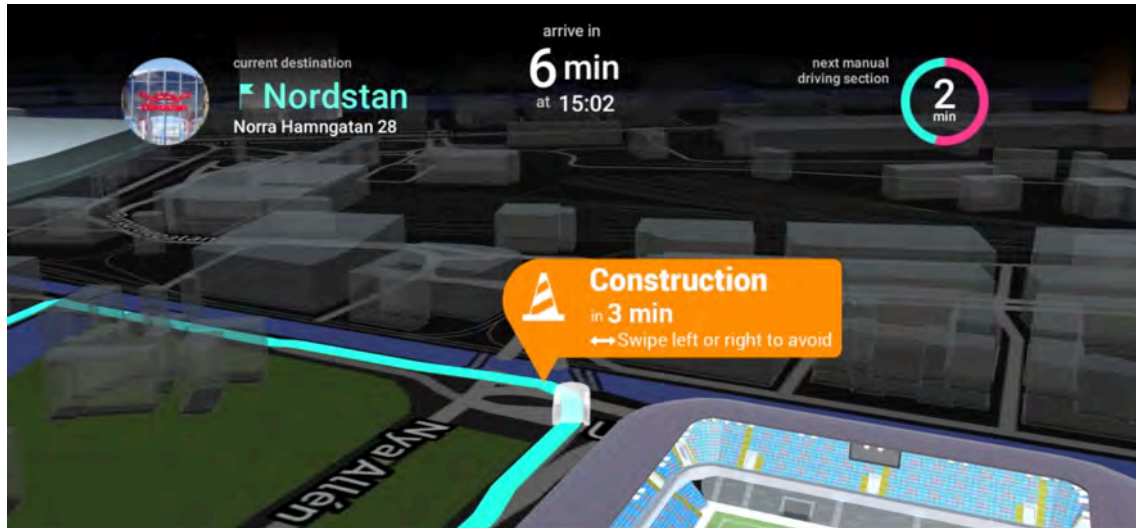 arrive in
6 min
at 15:02
current destination
Nordstan
Norra Hamngatan 28
next manual
driving section
2
min
Construction
in 3 min
Swipe left or right to avoid
Nya Allén